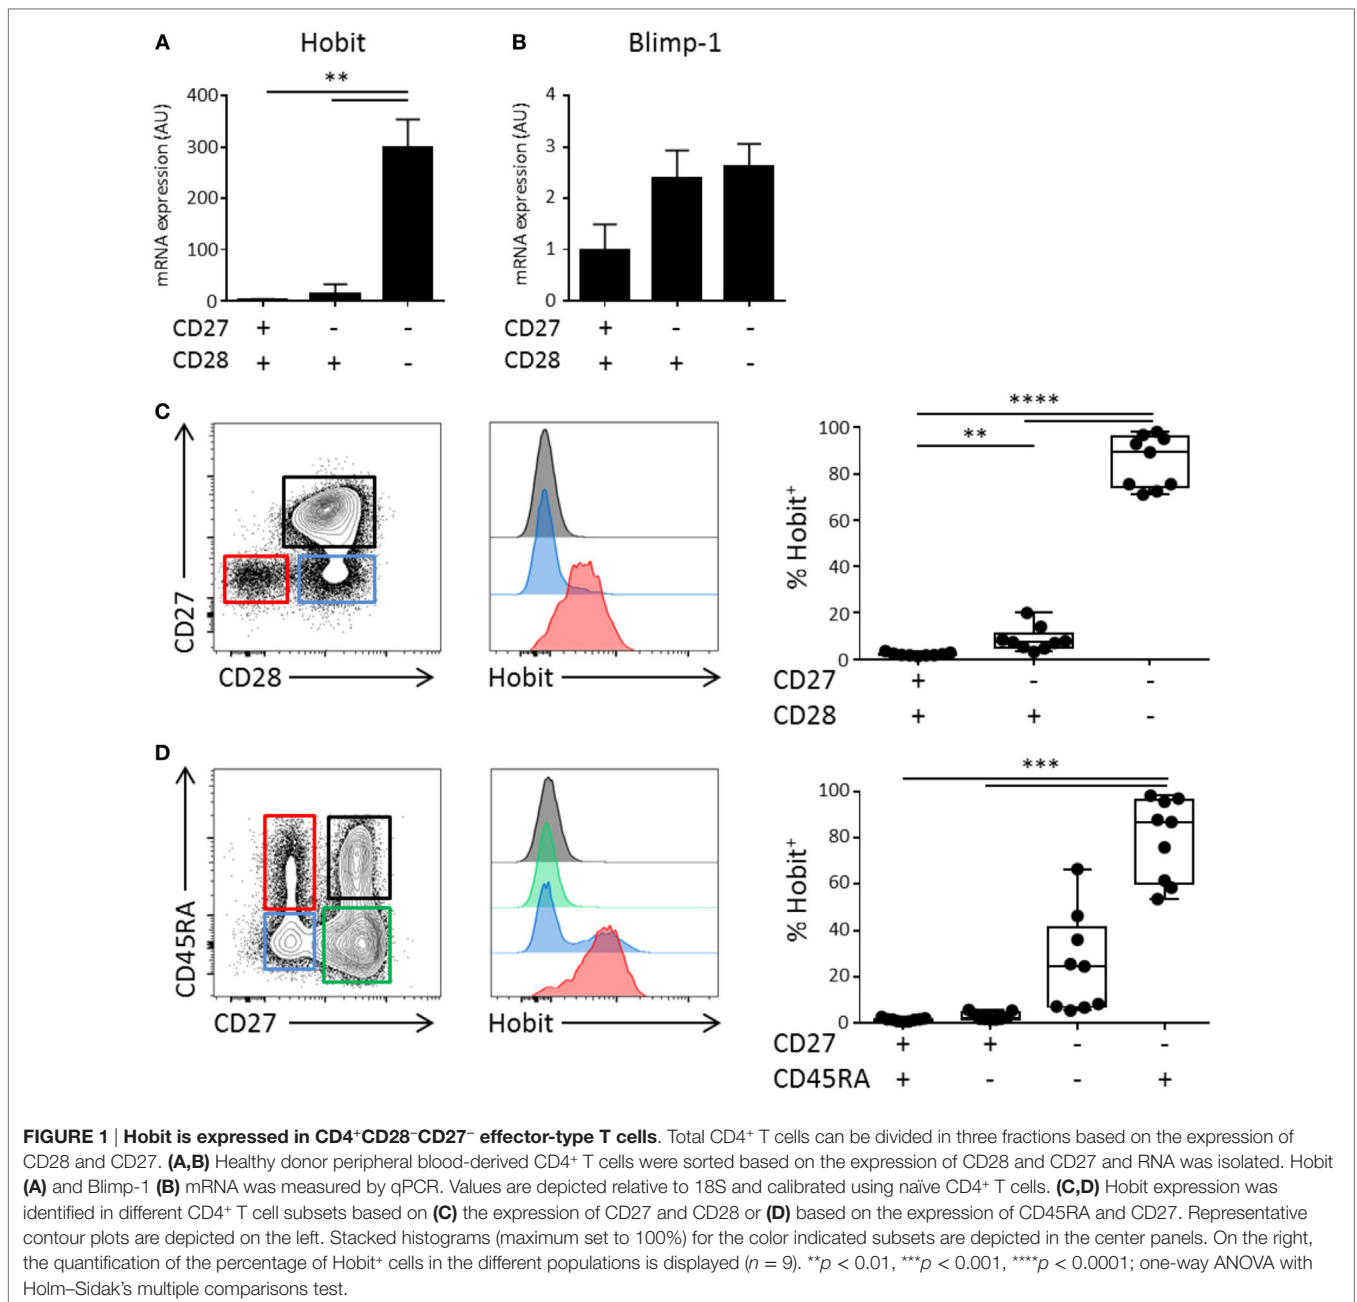 A Hobit
**
mRNA expression (AU)
400
300
200
100
0
CD27 + - -
CD28 + + -
B Blimp-1
mRNA expression (AU)
4
3
2
1
0
CD27 + - -
CD28 + + -
C
CD27
CD28
Hobit
****
**
% Hobit⁺
100
80
60
40
20
0
CD27 + - -
CD28 + + -
D
CD45RA
CD27
Hobit
***
% Hobit⁺
100
80
60
40
20
0
CD27 + + - -
CD45RA + - - +
FIGURE 1 | Hobit is expressed in CD4⁺CD28⁻CD27⁻ effector-type T cells. Total CD4⁺ T cells can be divided in three fractions based on the expression of
CD28 and CD27. (A,B) Healthy donor peripheral blood-derived CD4⁺ T cells were sorted based on the expression of CD28 and CD27 and RNA was isolated. Hobit
(A) and Blimp-1 (B) mRNA was measured by qPCR. Values are depicted relative to 18S and calibrated using naïve CD4⁺ T cells. (C,D) Hobit expression was
identified in different CD4⁺ T cell subsets based on (C) the expression of CD27 and CD28 or (D) based on the expression of CD45RA and CD27. Representative
contour plots are depicted on the left. Stacked histograms (maximum set to 100%) for the color indicated subsets are depicted in the center panels. On the right,
the quantification of the percentage of Hobit⁺ cells in the different populations is displayed (n = 9). **p < 0.01, ***p < 0.001, ****p < 0.0001; one-way ANOVA with
Holm–Sidak's multiple comparisons test.